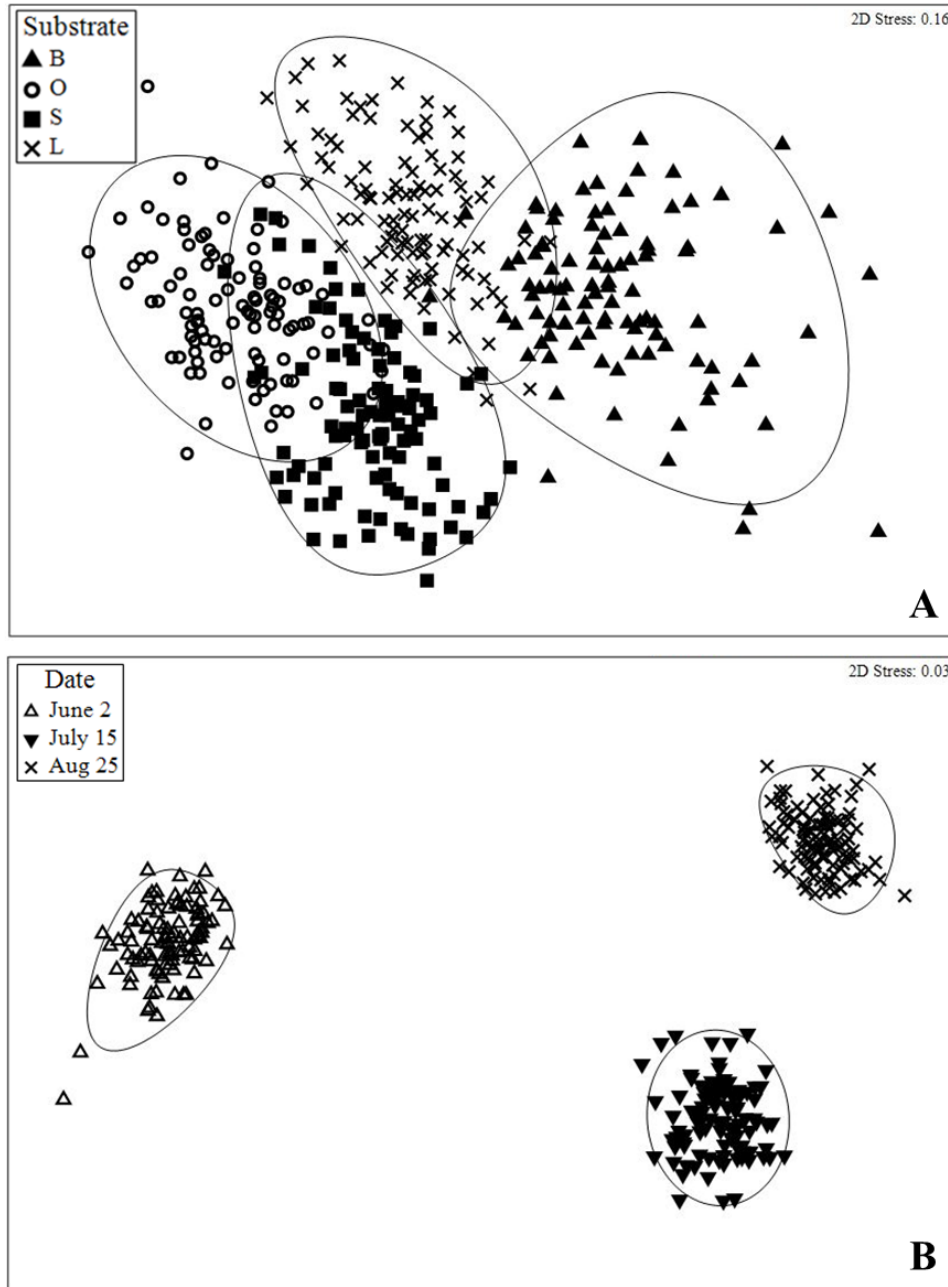 2D Stress: 0.16
Substrate
B
O
S
L
A
2D Stress: 0.03
Date
June 2
July 15
Aug 25
B